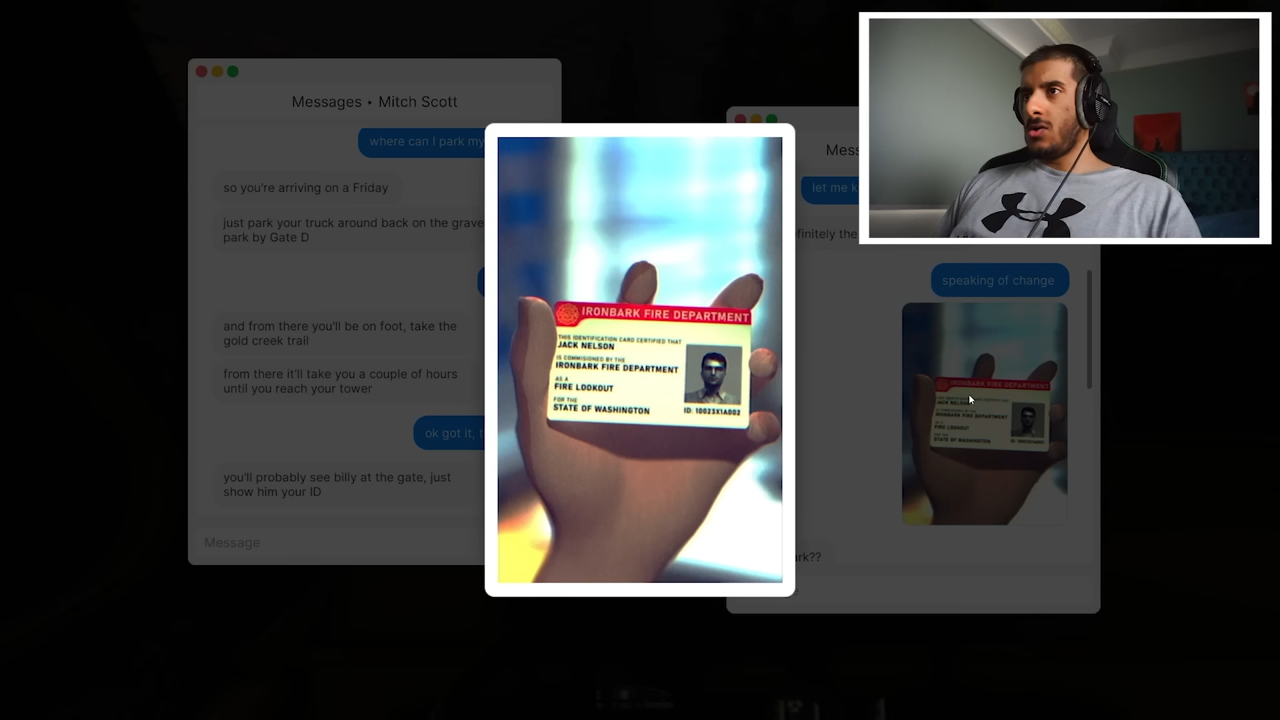 Messages • Mitch Scott
where can I park my
so you're arriving on a Friday
just park your truck around back on the grave
park by Gate D
and from there you'll be on foot, take the
gold creek trail
from there it'll take you a couple of hours
until you reach your tower
ok got it, t
you'll probably see billy at the gate, just
show him your ID
Message
IRONBARK FIRE DEPARTMENT
THIS IDENTIFICATION CARD CERTIFIED THAT
JACK NELSON
IS COMMISIONED BY THE
IRONBARK FIRE DEPARTMENT
AS A
FIRE LOOKOUT
FOR THE
STATE OF WASHINGTON
ID: 10023X1A002
Mess
let me k
finitely the
speaking of change
IRONBARK FIRE DEPARTMENT
JACK NELSON
IRONBARK FIRE DEPARTMENT
FIRE LOOKOUT
STATE OF WASHINGTON
ark??